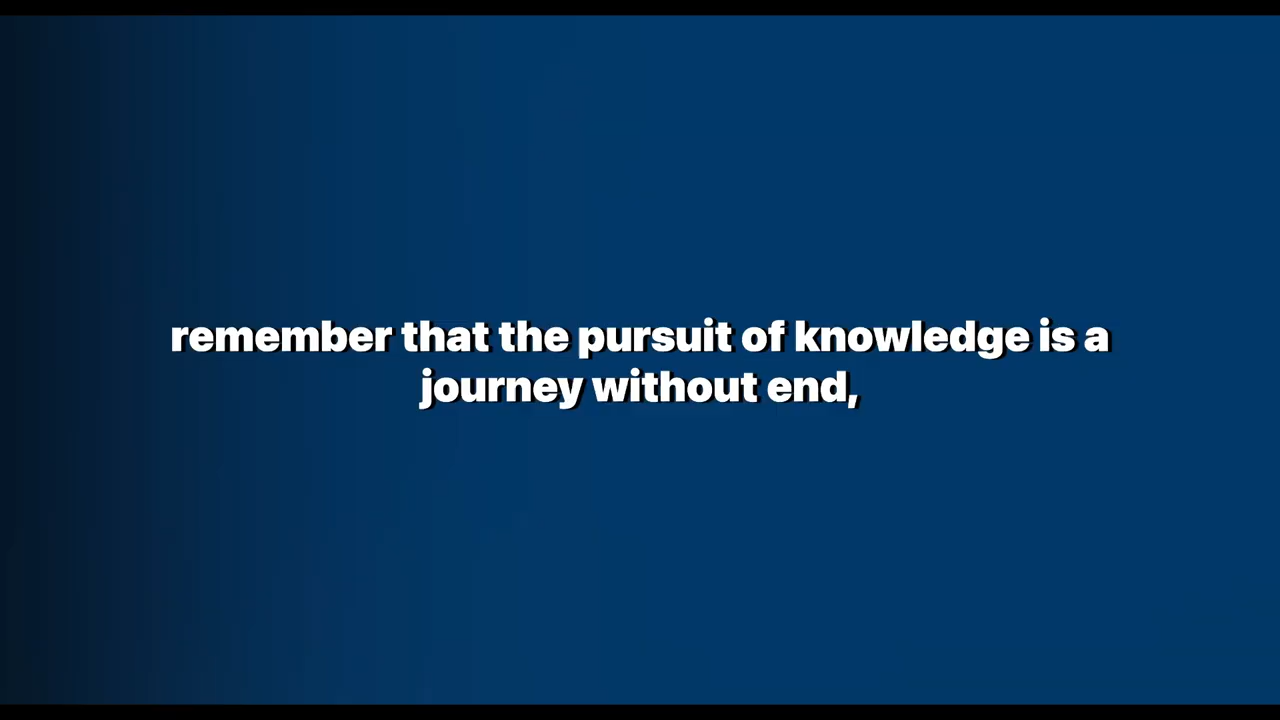 remember that the pursuit of knowledge is a
journey without end,